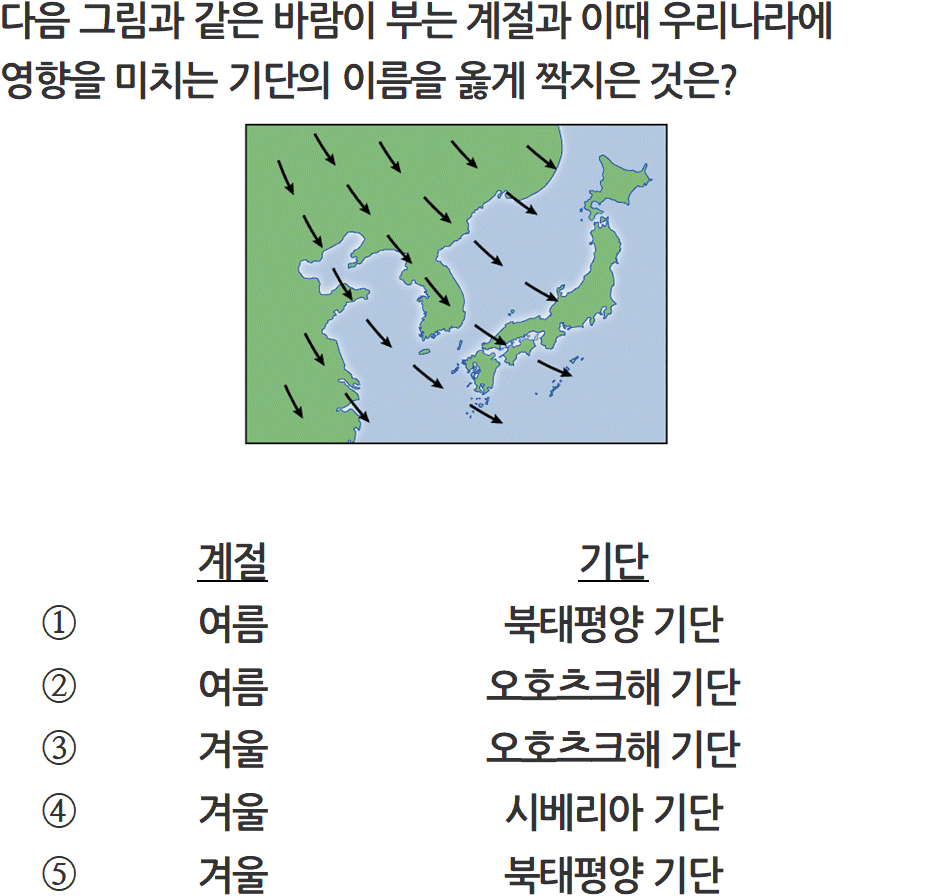 다음 그림과 같은 바람이 부는 계절과 이때 우리나라에
영향을 미치는 기단의 이름을 옳게 짝지은 것은?
계절 기단
① 여름 북태평양 기단
② 여름 오호츠크해 기단
③ 겨울 오호츠크해 기단
④ 겨울 시베리아 기단
⑤ 겨울 북태평양 기단